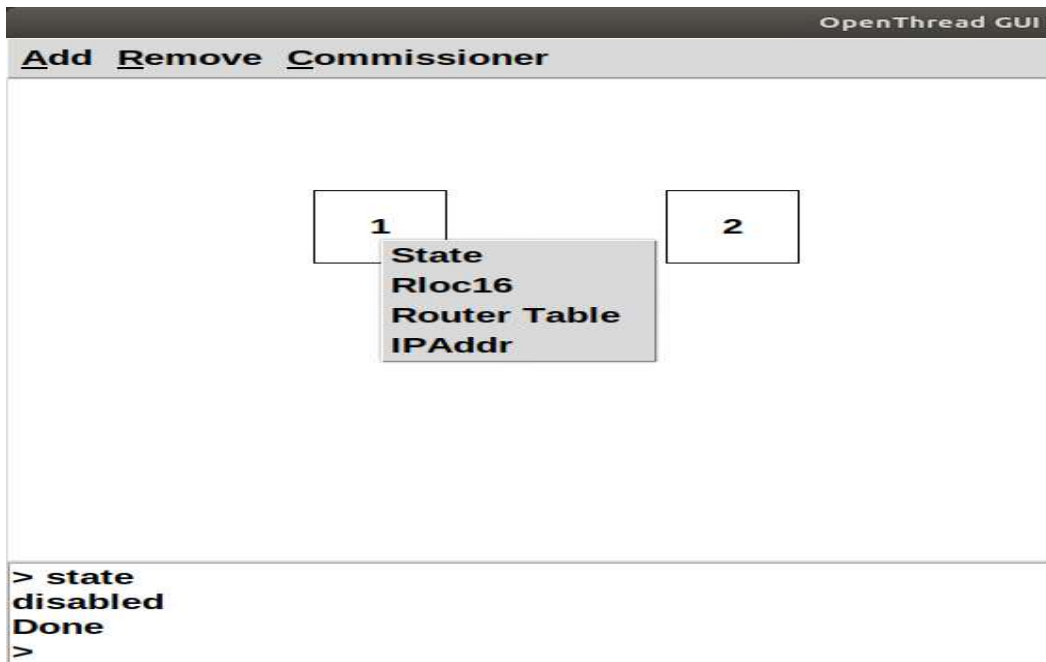 OpenThread GUI
Add Remove Commissioner
1
2
State
Rloc16
Router Table
IPAddr
> state
disabled
Done
>